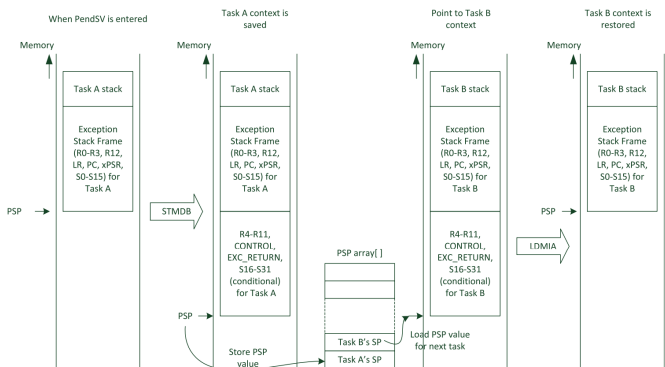 When PendSV is entered
Task A context is
saved
Point to Task B
context
Task B context is
restored
Memory
Memory
Memory
Memory
Task A stack
Task A stack
Task B stack
Task B stack
Exception
Stack Frame
(R0-R3, R12,
LR, PC, xPSR,
S0-S15) for
Task A
Exception
Stack Frame
(R0-R3, R12,
LR, PC, xPSR,
S0-S15) for
Task A
Exception
Stack Frame
(R0-R3, R12,
LR, PC, xPSR,
S0-S15) for
Task B
Exception
Stack Frame
(R0-R3, R12,
LR, PC, xPSR,
S0-S15) for
Task B
PSP
STMDB
PSP
R4-R11,
CONTROL,
EXC_RETURN,
S16-S31
(conditional)
for Task A
PSP array[ ]
R4-R11,
CONTROL,
EXC_RETURN,
S16-S31
(conditional)
for Task B
LDMIA
PSP
Task B's SP
Task A's SP
Load PSP value
for next task
Store PSP
value